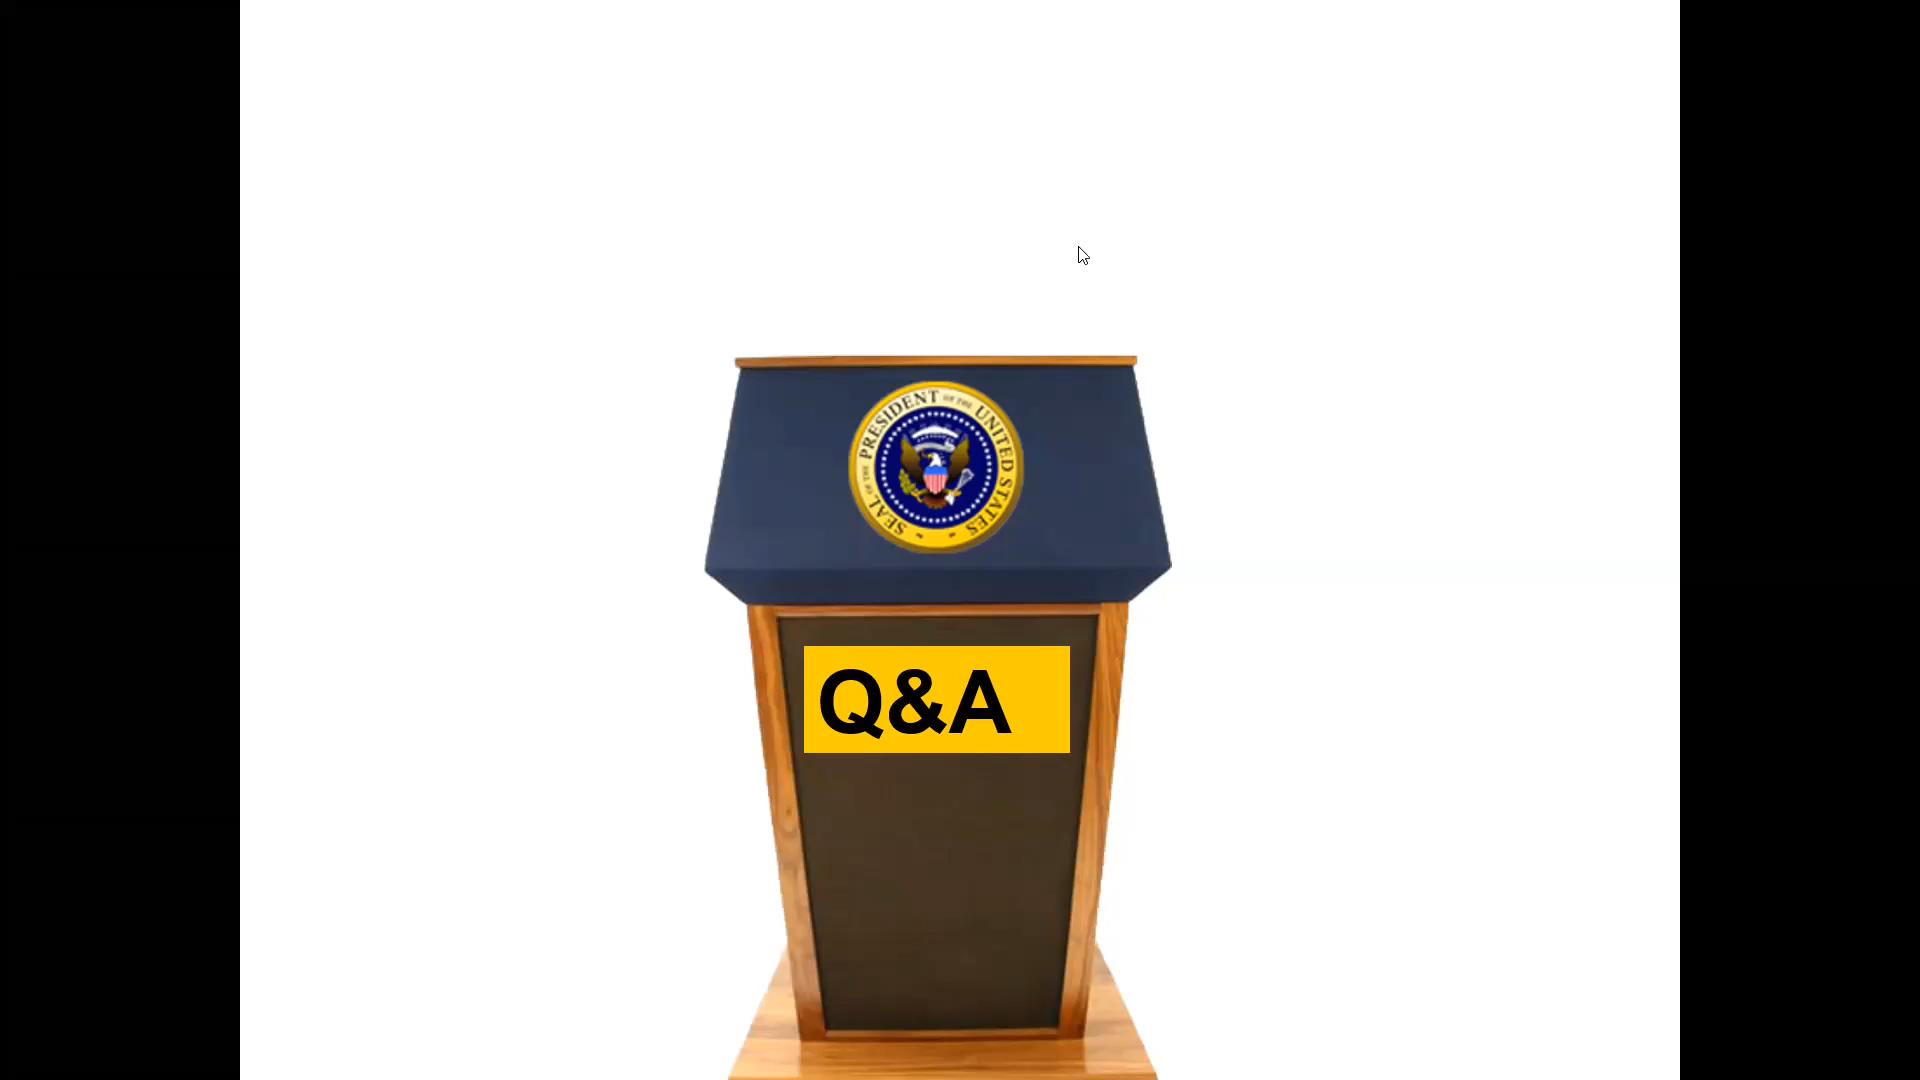 SEAL OF THE PRESIDENT OF THE UNITED STATES
Q&A